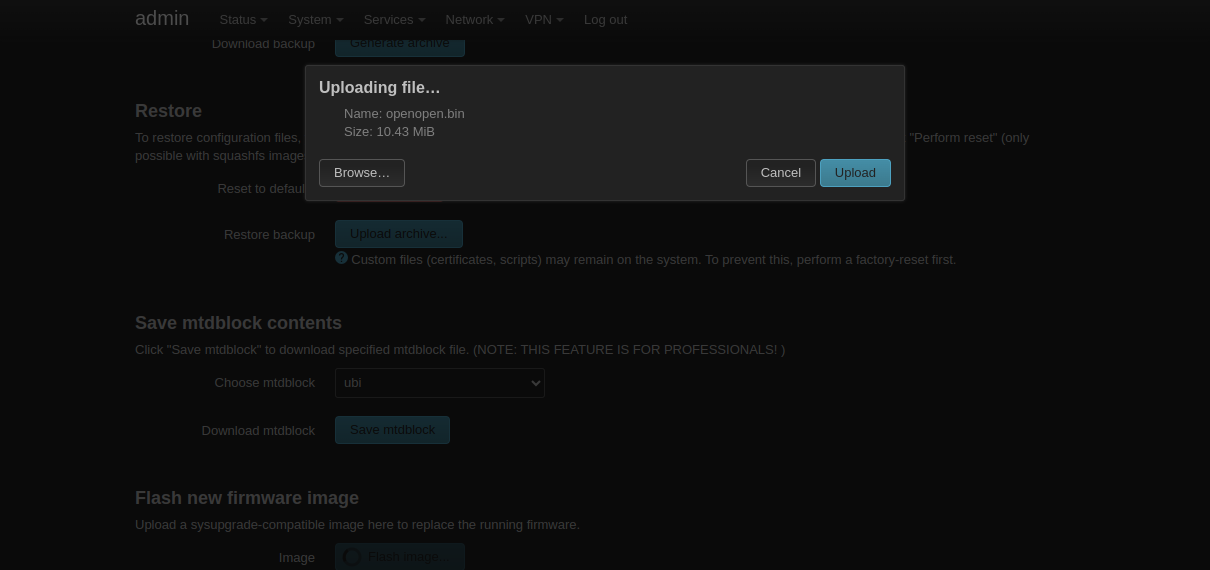 admin Status System Services Network VPN Log out
Download backup Generate archive
Uploading file…
Name: openopen.bin
Size: 10.43 MiB
Browse… Cancel Upload
Restore
To restore configuration files, "Perform reset" (only
possible with squashfs image
Reset to defaul
Restore backup Upload archive...
Custom files (certificates, scripts) may remain on the system. To prevent this, perform a factory-reset first.
Save mtdblock contents
Click "Save mtdblock" to download specified mtdblock file. (NOTE: THIS FEATURE IS FOR PROFESSIONALS! )
Choose mtdblock ubi
Download mtdblock Save mtdblock
Flash new firmware image
Upload a sysupgrade-compatible image here to replace the running firmware.
Image Flash image...